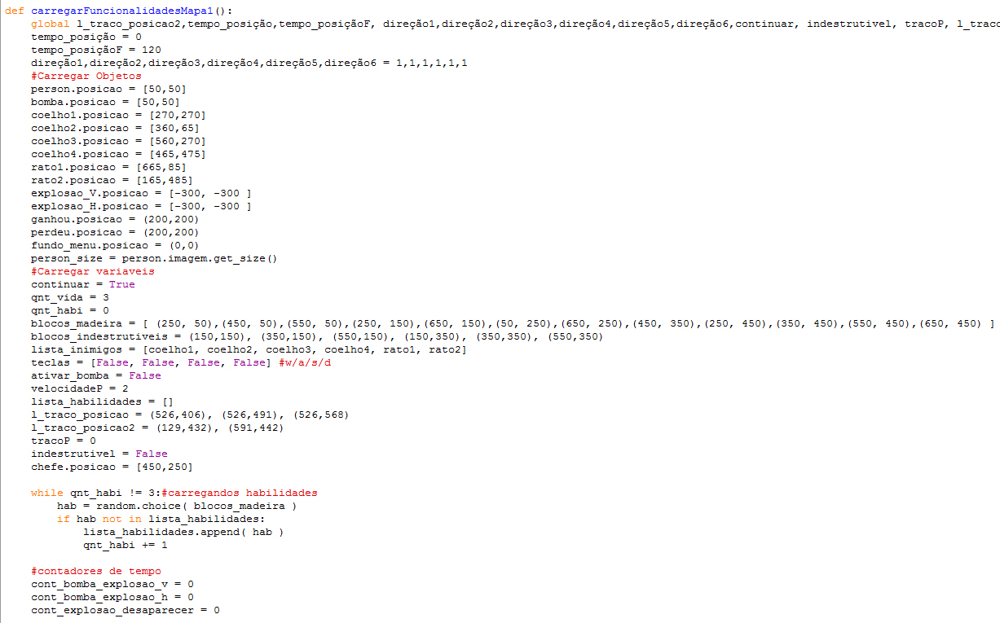 def carregarFuncionalidadesMapa1():
    global l_traco_posicao2,tempo_posição,tempo_posiçãoF, direção1,direção2,direção3,direção4,direção5,direção6,continuar, indestrutivel, tracoP, l_traco
    tempo_posição = 0
    tempo_posiçãoF = 120
    direção1,direção2,direção3,direção4,direção5,direção6 = 1,1,1,1,1,1
    #Carregar Objetos
    person.posicao = [50,50]
    bomba.posicao = [50,50]
    coelho1.posicao = [270,270]
    coelho2.posicao = [360,65]
    coelho3.posicao = [560,270]
    coelho4.posicao = [465,475]
    rato1.posicao = [665,85]
    rato2.posicao = [165,485]
    explosao_V.posicao = [-300, -300 ]
    explosao_H.posicao = [-300, -300 ]
    ganhou.posicao = (200,200)
    perdeu.posicao = (200,200)
    fundo_menu.posicao = (0,0)
    person_size = person.imagem.get_size()
    #Carregar variaveis
    continuar = True
    qnt_vida = 3
    qnt_habi = 0
    blocos_madeira = [ (250, 50),(450, 50),(550, 50),(250, 150),(650, 150),(50, 250),(650, 250),(450, 350),(250, 450),(350, 450),(550, 450),(650, 450) ]
    blocos_indestrutiveis = (150,150), (350,150), (550,150), (150,350), (350,350), (550,350)
    lista_inimigos = [coelho1, coelho2, coelho3, coelho4, rato1, rato2]
    teclas = [False, False, False, False] #w/a/s/d
    ativar_bomba = False
    velocidadeP = 2
    lista_habilidades = []
    l_traco_posicao = (526,406), (526,491), (526,568)
    l_traco_posicao2 = (129,432), (591,442)
    tracoP = 0
    indestrutivel = False
    chefe.posicao = [450,250]

    while qnt_habi != 3:#carregandos habilidades
        hab = random.choice( blocos_madeira )
        if hab not in lista_habilidades:
            lista_habilidades.append( hab )
            qnt_habi += 1

    #contadores de tempo
    cont_bomba_explosao_v = 0
    cont_bomba_explosao_h = 0
    cont_explosao_desaparecer = 0